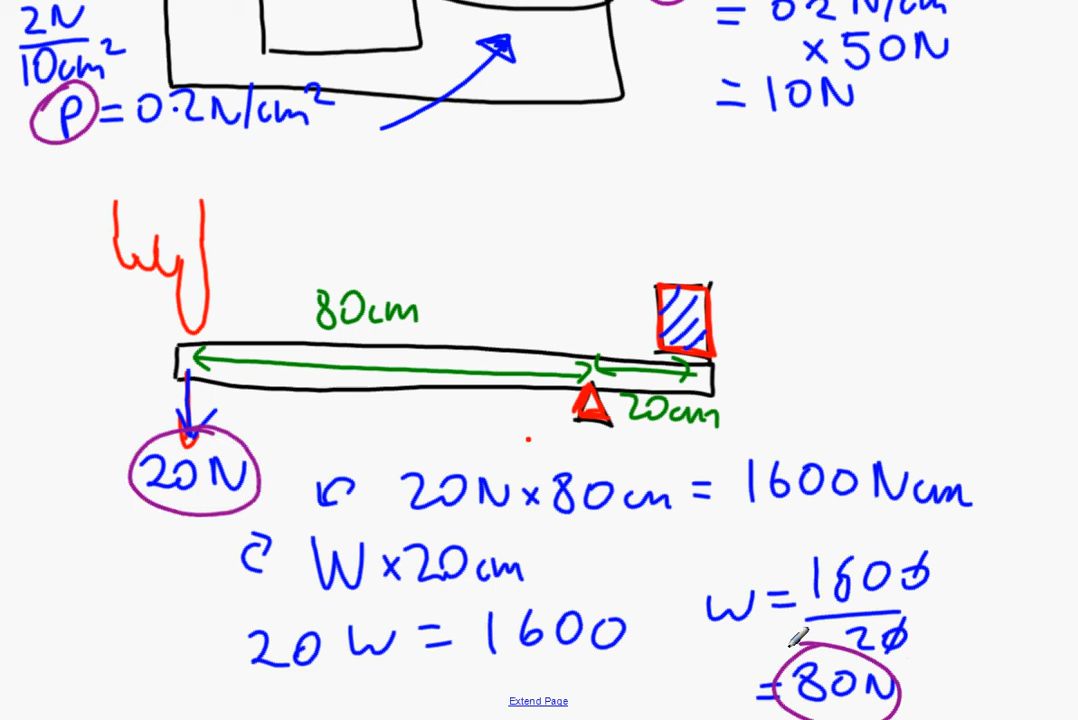 2N
10cm²
P = 0.2N/cm²
= 0.2 N/cm
× 50N
= 10N
80cm
20cm
20N
20N × 80cm = 1600Ncm
W × 20cm
20W = 1600
W = 1600
20
= 80N
Extend Page